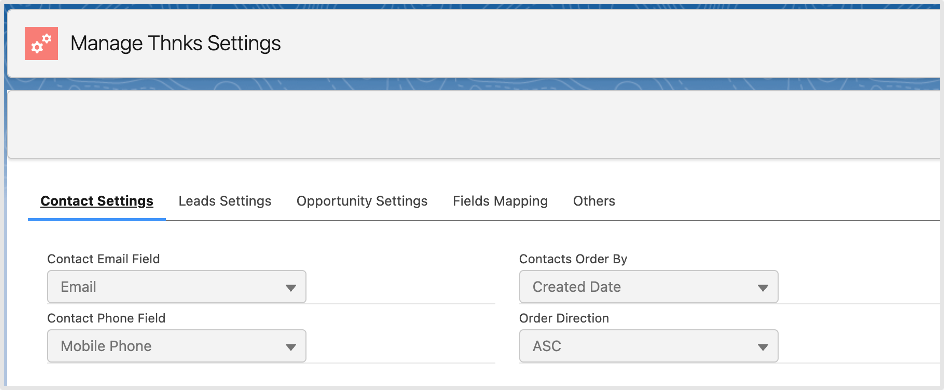 Manage Thnks Settings
Contact Settings Leads Settings Opportunity Settings Fields Mapping Others
Contact Email Field
Email
Contact Phone Field
Mobile Phone
Contacts Order By
Created Date
Order Direction
ASC